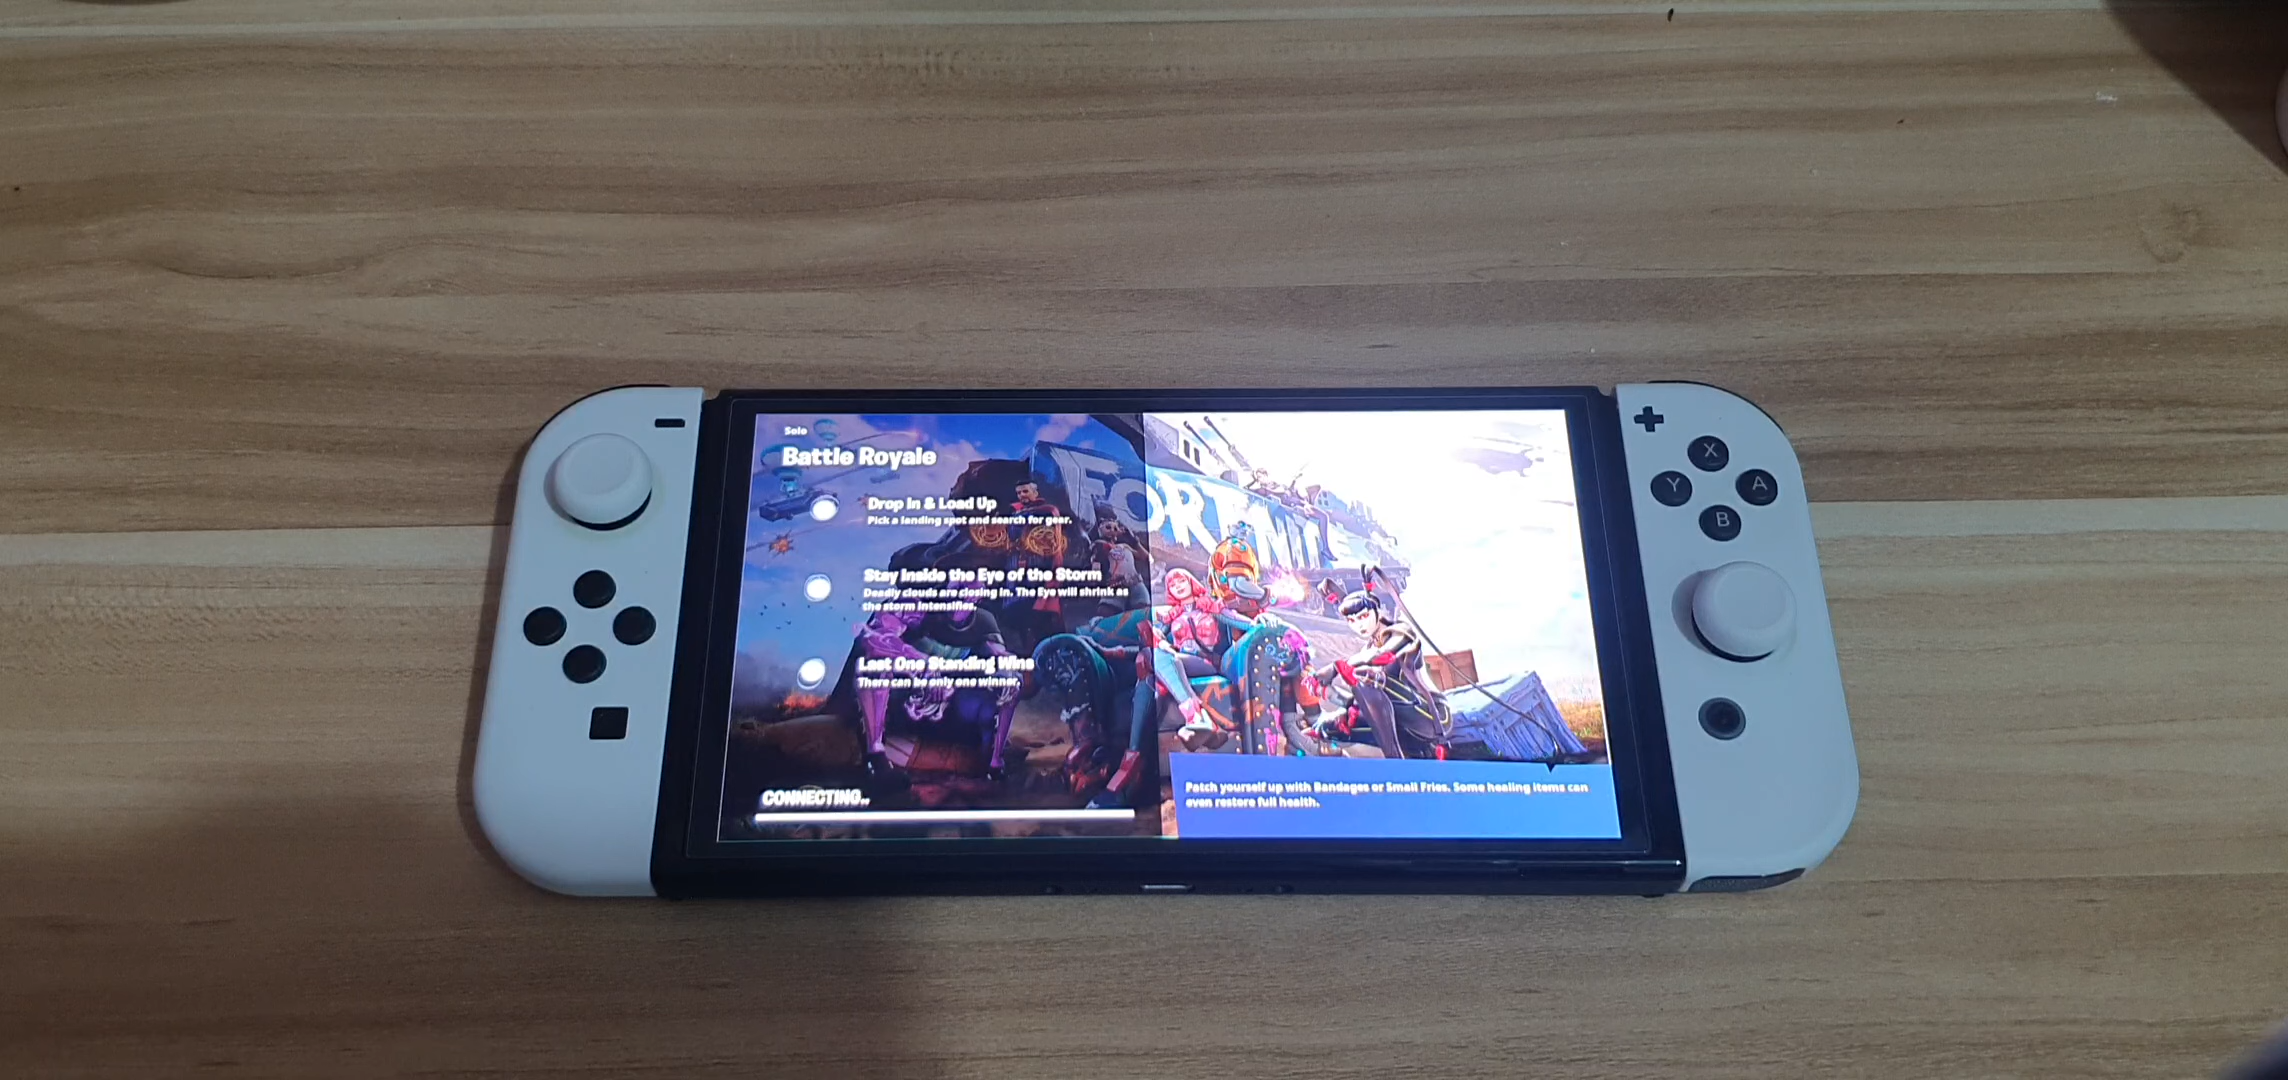 Solo
Battle Royale
Drop In & Load Up
Pick a landing spot and search for gear.
Stay Inside the Eye of the Storm
Deadly clouds are closing in. The Eye will shrink as
the storm intensifies.
Last One Standing Wins
There can be only one winner.
CONNECTING..
FORTNITE
Patch yourself up with Bandages or Small Fries. Some healing items can
even restore full health.
X
Y
A
B